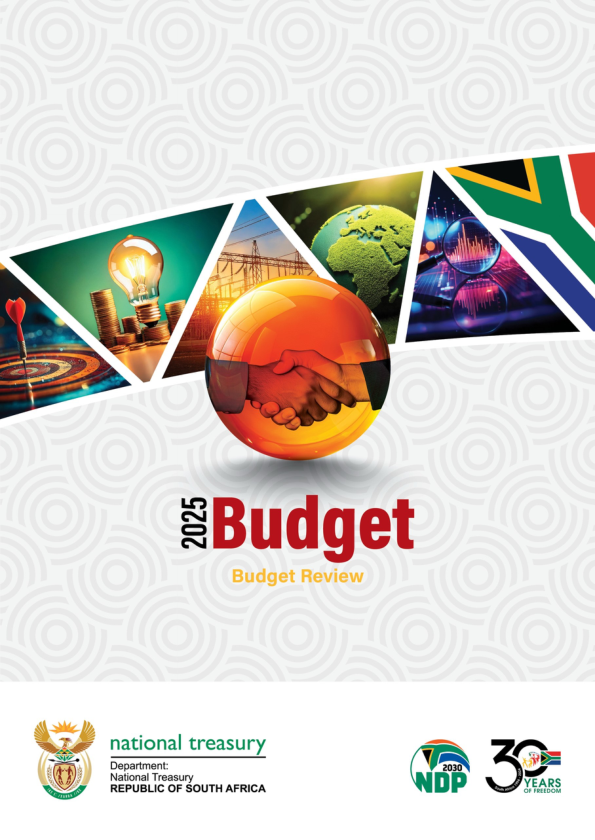 2025
Budget
Budget Review
national treasury
Department:
National Treasury
REPUBLIC OF SOUTH AFRICA
2030
NDP
30
YEARS
OF FREEDOM